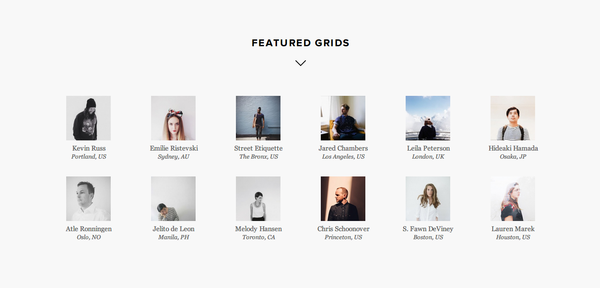 FEATURED GRIDS
Kevin Russ
Portland, US
Emilie Ristevski
Sydney, AU
Street Etiquette
The Bronx, US
Jared Chambers
Los Angeles, US
Leila Peterson
London, UK
Hideaki Hamada
Osaka, JP
Atle Ronningen
Oslo, NO
Jelito de Leon
Manila, PH
Melody Hansen
Toronto, CA
Chris Schoonover
Princeton, US
S. Fawn DeViney
Boston, US
Lauren Marek
Houston, US